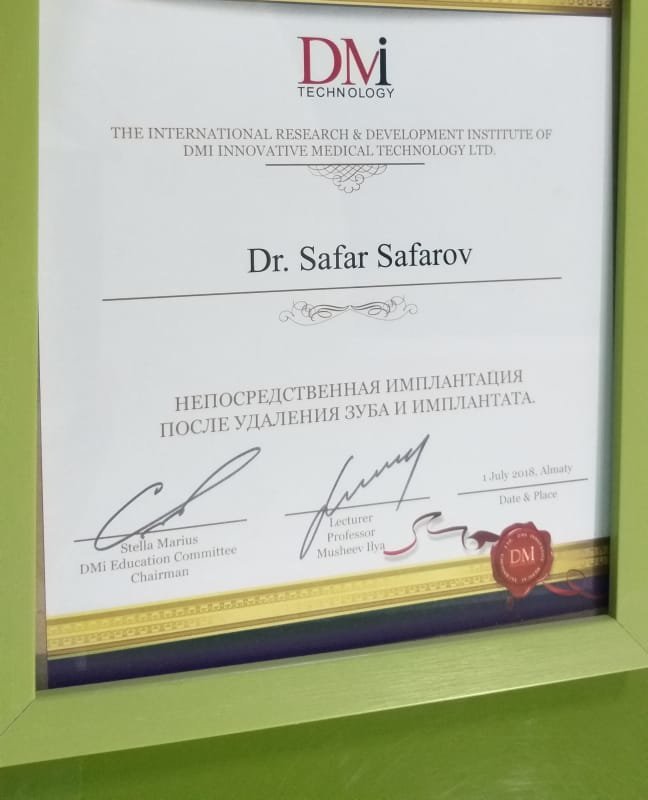 DMi
TECHNOLOGY
THE INTERNATIONAL RESEARCH & DEVELOPMENT INSTITUTE OF
DMI INNOVATIVE MEDICAL TECHNOLOGY LTD.
Dr. Safar Safarov
НЕПОСРЕДСТВЕННАЯ ИМПЛАНТАЦИЯ
ПОСЛЕ УДАЛЕНИЯ ЗУБА И ИМПЛАНТАТА.
Stella Marius
DMi Education Committee
Chairman
Lecturer
Professor
Musheev Ilya
1 July 2018, Almaty
Date & Place
DMI